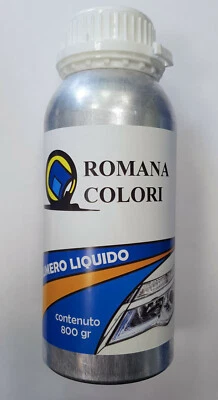 ROMANA
COLORI
MERO LIQUIDO
contenuto
800 gr